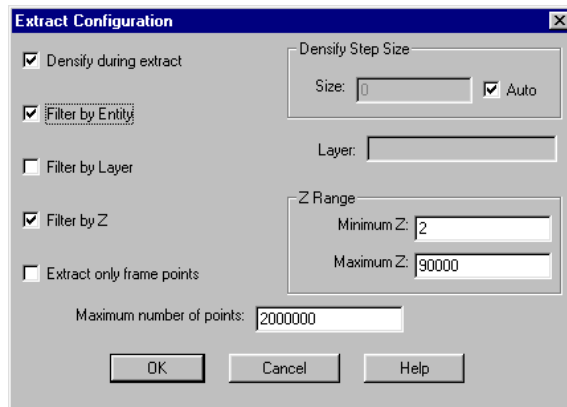 Extract Configuration
Densify during extract
Densify Step Size
Size: 0 Auto
Filter by Entity
Layer:
Filter by Layer
Z Range
Filter by Z
Minimum Z: 2
Maximum Z: 90000
Extract only frame points
Maximum number of points: 2000000
OK Cancel Help